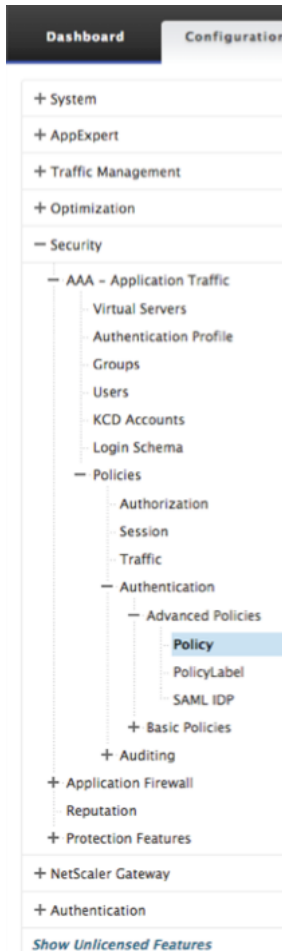 Dashboard Configuration
+ System
+ AppExpert
+ Traffic Management
+ Optimization
− Security
− AAA – Application Traffic
Virtual Servers
Authentication Profile
Groups
Users
KCD Accounts
Login Schema
− Policies
Authorization
Session
Traffic
− Authentication
− Advanced Policies
Policy
PolicyLabel
SAML IDP
+ Basic Policies
+ Auditing
+ Application Firewall
Reputation
+ Protection Features
+ NetScaler Gateway
+ Authentication
Show Unlicensed Features